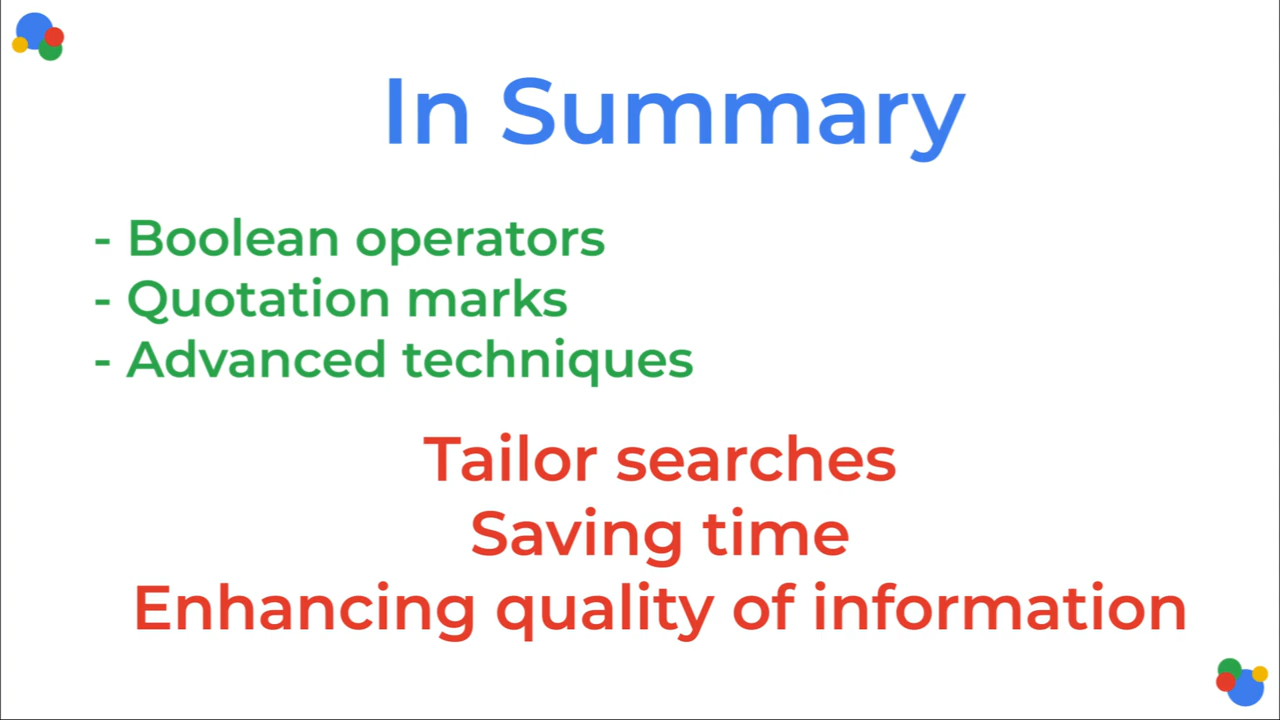 In Summary
- Boolean operators
- Quotation marks
- Advanced techniques
Tailor searches
Saving time
Enhancing quality of information